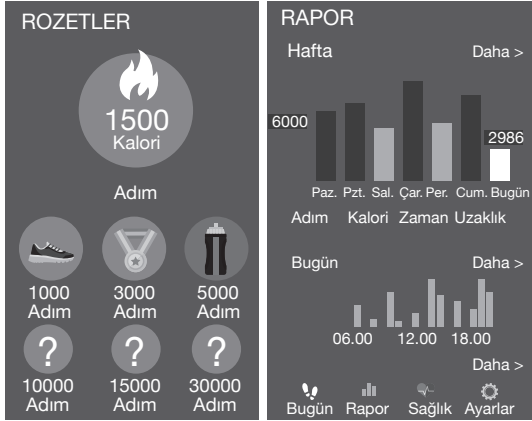 ROZETLER
1500
Kalori
Adım
1000 3000 5000
Adım Adım Adım
? ? ?
10000 15000 30000
Adım Adım Adım
RAPOR
Hafta Daha >
6000
2986
Paz. Pzt. Sal. Çar. Per. Cum. Bugün
Adım Kalori Zaman Uzaklık
Bugün Daha >
06.00 12.00 18.00
Daha >
Bugün Rapor Sağlık Ayarlar